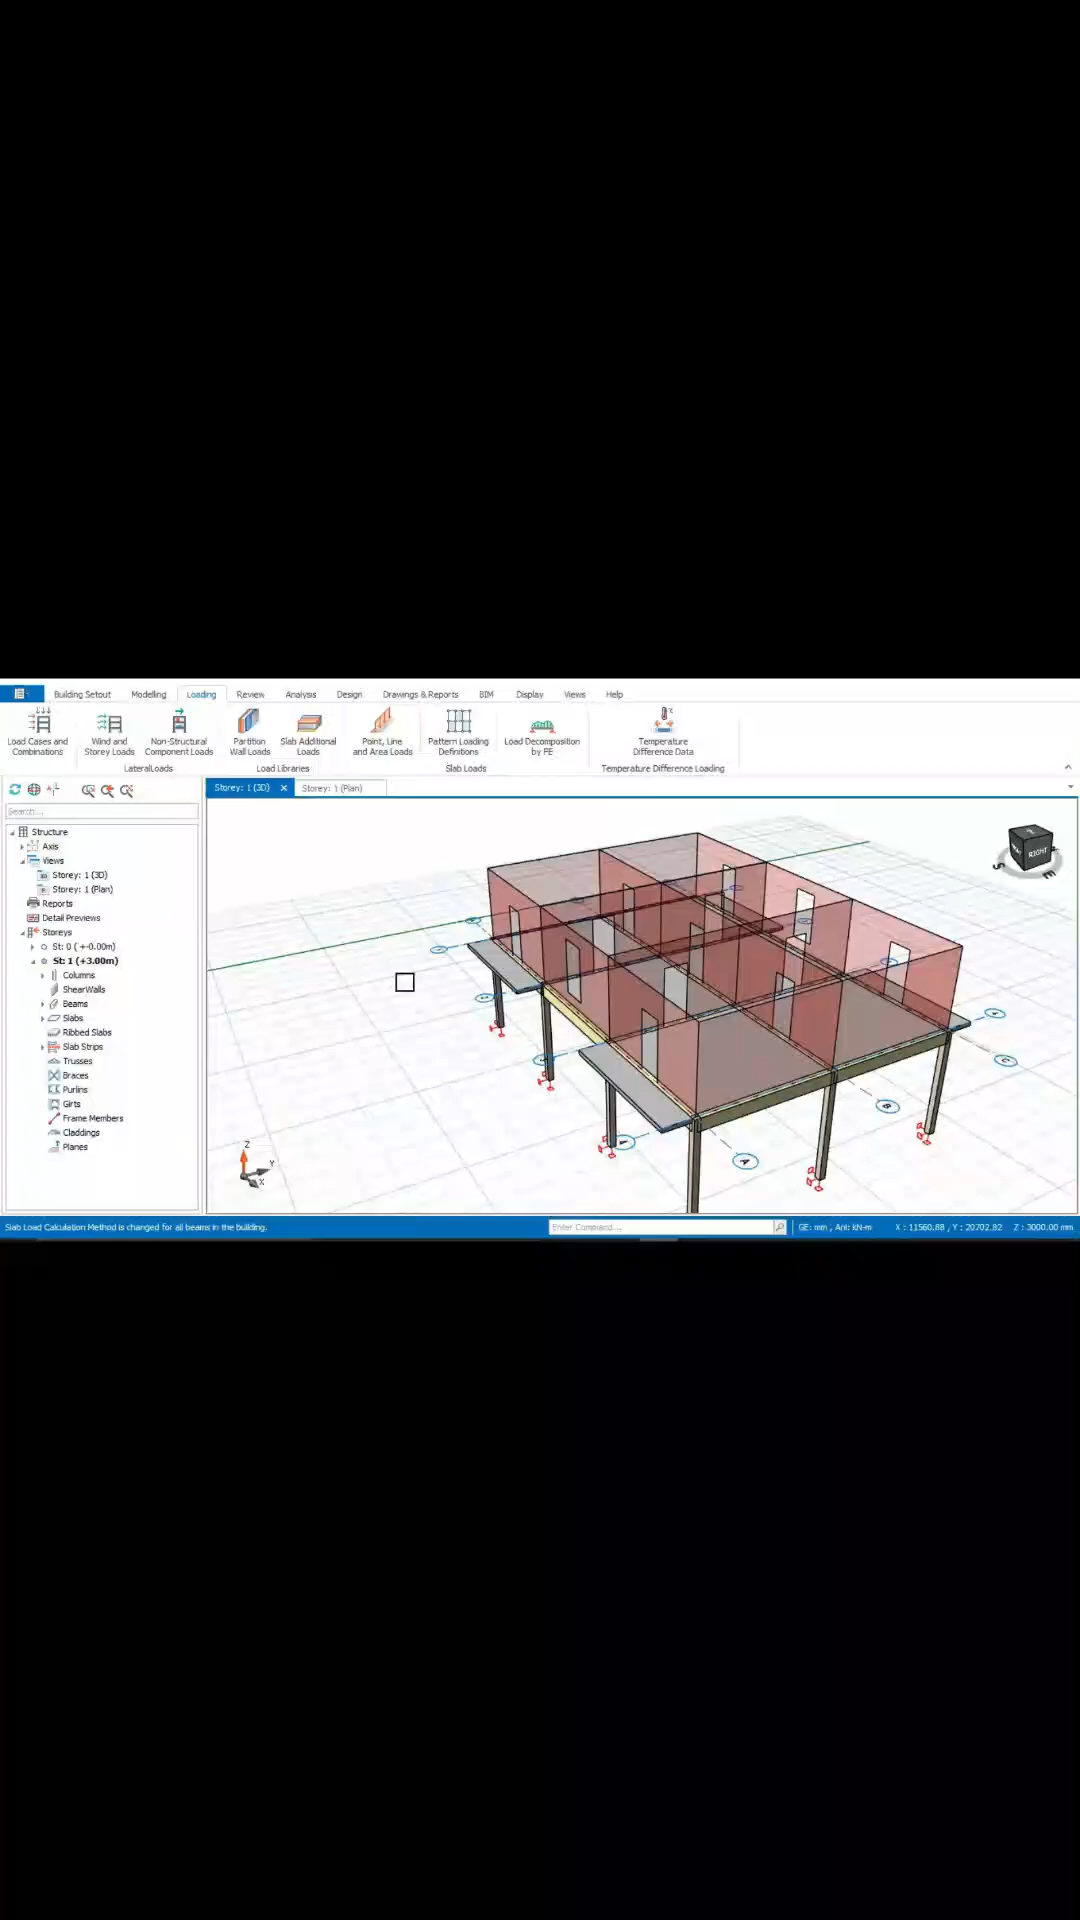 Building Setout Modelling Loading Review Analysis Design Drawings & Reports BIM Display Views Help
Load Cases and Combinations
Wind and Storey Loads
Non-Structural Component Loads
Partition Wall Loads
Slab Additional Loads
Point, Line and Area Loads
Pattern Loading Definitions
Load Decomposition by FE
Temperature Difference Data
LateralLoads Load Libraries Slab Loads Temperature Difference Loading
Storey: 1 (3D) Storey: 1 (Plan)
Search...
Structure
Axis
Views
Storey: 1 (3D)
Storey: 1 (Plan)
Reports
Detail Previews
Storeys
St: 0 (+-0.00m)
St: 1 (+3.00m)
Columns
ShearWalls
Beams
Slabs
Ribbed Slabs
Slab Strips
Trusses
Braces
Purlins
Girts
Frame Members
Claddings
Planes
RIGHT
S
E
C
B
A
Z
Y
X
Slab Load Calculation Method is changed for all beams in the building.
Enter Command...
GE: mm , Anl: kN-m X : 11560.88 , Y : 20702.82 Z : 3000.00 mm